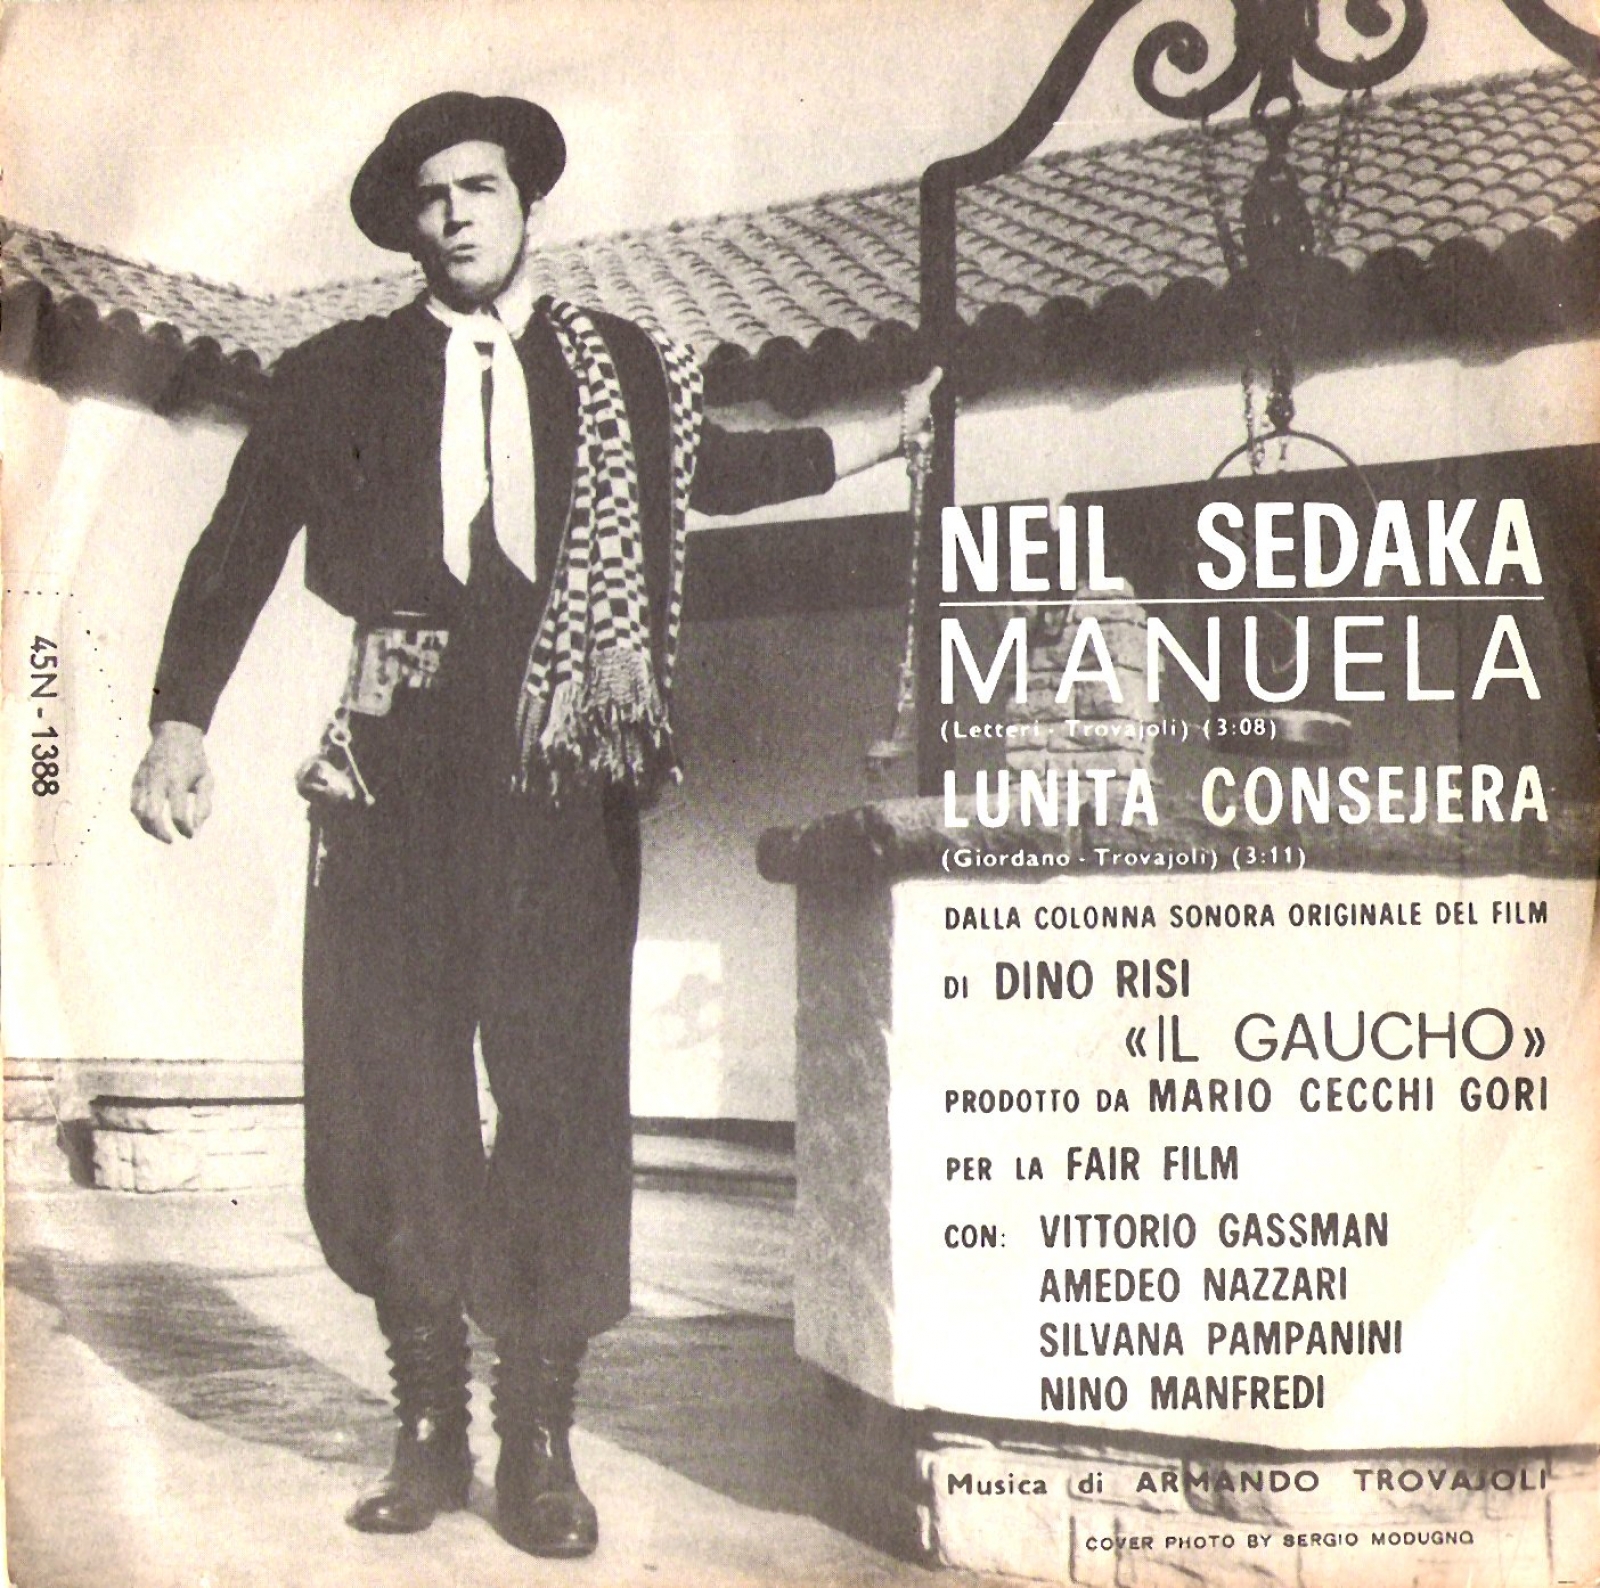 NEIL SEDAKA
MANUELA
(Letteri - Trovajoli) (3:08)
LUNITA CONSEJERA
(Giordano - Trovajoli) (3:11)
DALLA COLONNA SONORA ORIGINALE DEL FILM
DI DINO RISI
«IL GAUCHO»
PRODOTTO DA MARIO CECCHI GORI
PER LA FAIR FILM
CON: VITTORIO GASSMAN
AMEDEO NAZZARI
SILVANA PAMPANINI
NINO MANFREDI
Musica di ARMANDO TROVAJOLI
COVER PHOTO BY SERGIO MODUGNO
45N - 1388